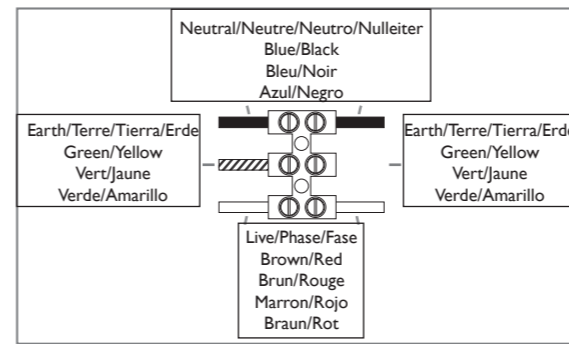 Neutral/Neutre/Neutro/Nulleiter
Blue/Black
Bleu/Noir
Azul/Negro
Earth/Terre/Tierra/Erde
Green/Yellow
Vert/Jaune
Verde/Amarillo
Earth/Terre/Tierra/Erde
Green/Yellow
Vert/Jaune
Verde/Amarillo
Live/Phase/Fase
Brown/Red
Brun/Rouge
Marron/Rojo
Braun/Rot